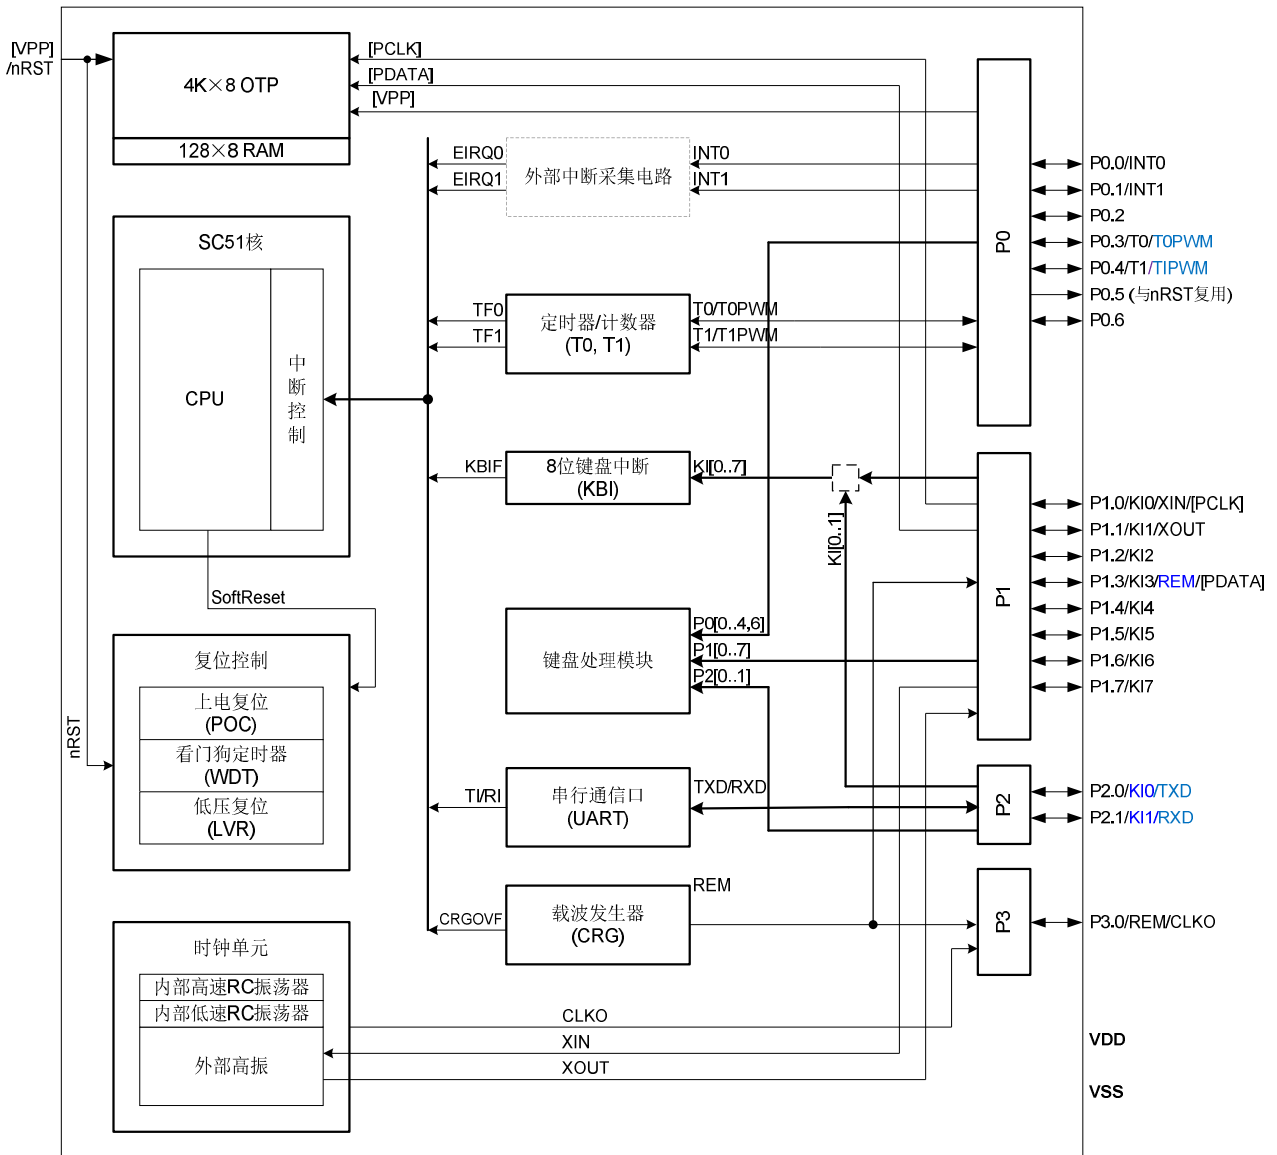 [VPP]
/nRST
4K×8 OTP
128×8 RAM
[PCLK]
[PDATA]
[VPP]
EIRQ0
EIRQ1
外部中断采集电路
INT0
INT1
SC51核
CPU
中断控制
TF0
TF1
定时器/计数器
(T0, T1)
T0/T0PWM
T1/T1PWM
P0
P0.0/INT0
P0.1/INT1
P0.2
P0.3/T0/T0PWM
P0.4/T1/TIPWM
P0.5 (与nRST复用)
P0.6
KBIF
8位键盘中断
(KBI)
KI[0..7]
KI[0..1]
SoftReset
键盘处理模块
P0[0..4,6]
P1[0..7]
P2[0..1]
P1
P1.0/KI0/XIN/[PCLK]
P1.1/KI1/XOUT
P1.2/KI2
P1.3/KI3/REM/[PDATA]
P1.4/KI4
P1.5/KI5
P1.6/KI6
P1.7/KI7
nRST
复位控制
上电复位
(POC)
看门狗定时器
(WDT)
低压复位
(LVR)
TI/RI
串行通信口
(UART)
TXD/RXD
P2
P2.0/KI0/TXD
P2.1/KI1/RXD
CRGOVF
载波发生器
(CRG)
REM
P3
P3.0/REM/CLKO
时钟单元
内部高速RC振荡器
内部低速RC振荡器
外部高振
CLKO
XIN
XOUT
VDD
VSS